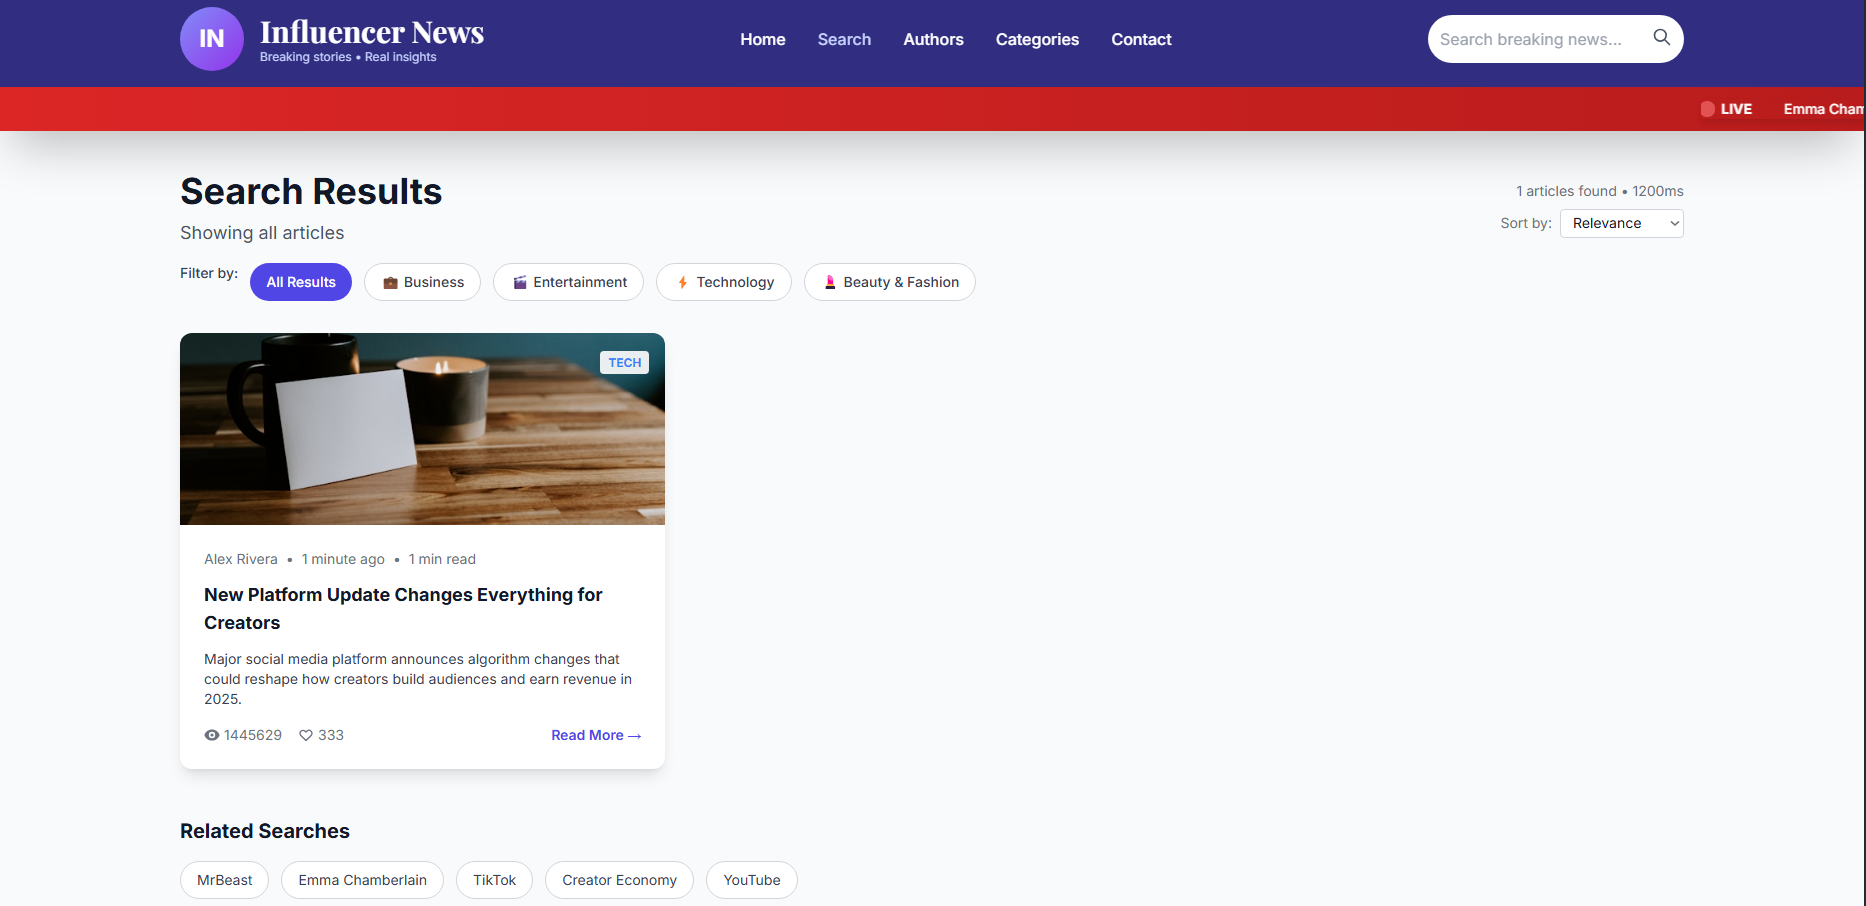 IN
Influencer News
Breaking stories • Real insights
Home
Search
Authors
Categories
Contact
Search breaking news...
LIVE
Emma Cham
Search Results
Showing all articles
1 articles found • 1200ms
Sort by: Relevance
Filter by:
All Results
Business
Entertainment
Technology
Beauty & Fashion
TECH
Alex Rivera • 1 minute ago • 1 min read
New Platform Update Changes Everything for
Creators
Major social media platform announces algorithm changes that
could reshape how creators build audiences and earn revenue in
2025.
1445629 333
Read More →
Related Searches
MrBeast
Emma Chamberlain
TikTok
Creator Economy
YouTube